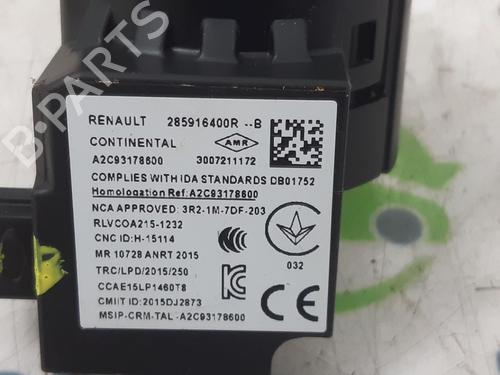 B-PARTS
RENAULT 285916400R --B
CONTINENTAL AMR
A2C93178600 3007211172
COMPLIES WITH IDA STANDARDS DB01752
Homologation Ref:A2C93178600
NCA APPROVED: 3R2-1M-7DF-203
RLVCOA215-1232
CNC ID:H-15114
MR 10728 ANRT 2015
032
TRC/LPD/2015/250
CCAE15LP1460T8
CMIIT ID:2015DJ2873
MSIP-CRM-TAL-A2C93178600
CE